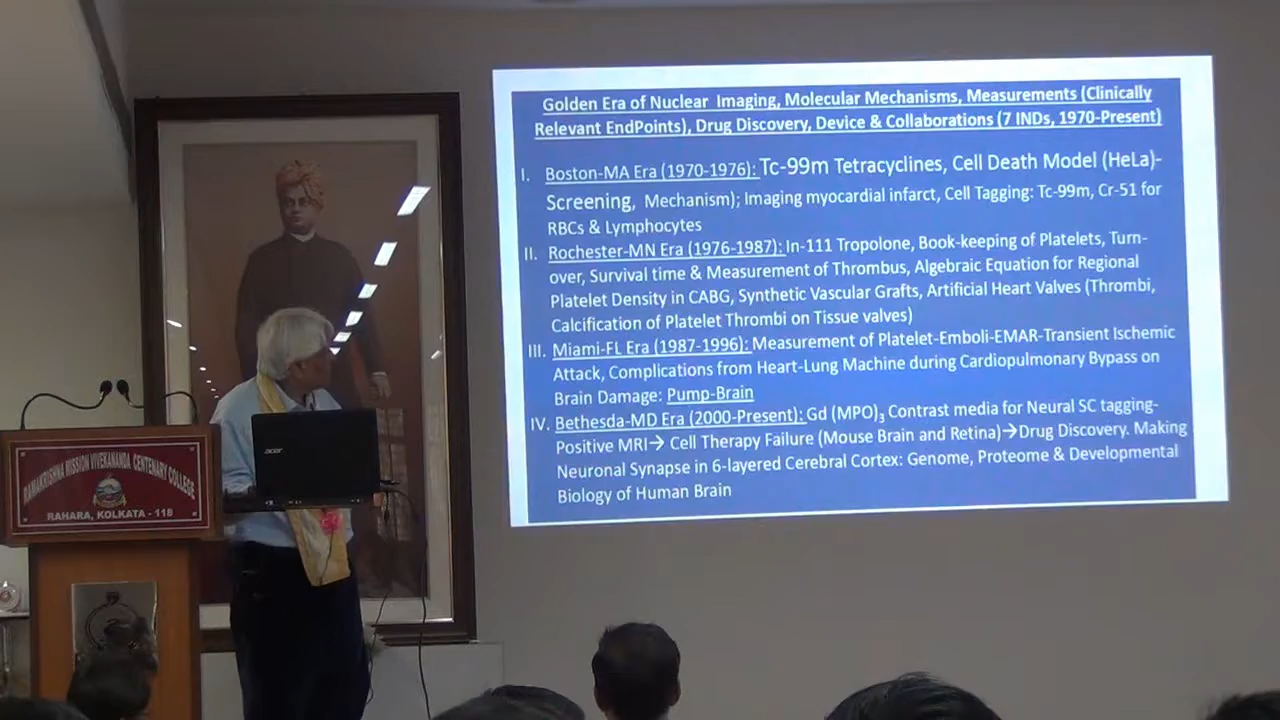 Golden Era of Nuclear Imaging, Molecular Mechanisms, Measurements (Clinically
Relevant EndPoints), Drug Discovery, Device & Collaborations (7 INDs, 1970-Present)
I. Boston-MA Era (1970-1976): Tc-99m Tetracyclines, Cell Death Model (HeLa)-
Screening, Mechanism); Imaging myocardial infarct, Cell Tagging: Tc-99m, Cr-51 for
RBCs & Lymphocytes
II. Rochester-MN Era (1976-1987): In-111 Tropolone, Book-keeping of Platelets, Turn-
over, Survival time & Measurement of Thrombus, Algebraic Equation for Regional
Platelet Density in CABG, Synthetic Vascular Grafts, Artificial Heart Valves (Thrombi,
Calcification of Platelet Thrombi on Tissue valves)
III. Miami-FL Era (1987-1996): Measurement of Platelet-Emboli-EMAR-Transient Ischemic
Attack, Complications from Heart-Lung Machine during Cardiopulmonary Bypass on
Brain Damage: Pump-Brain
IV. Bethesda-MD Era (2000-Present): Gd (MPO)₃ Contrast media for Neural SC tagging-
Positive MRI→ Cell Therapy Failure (Mouse Brain and Retina)→Drug Discovery. Making
Neuronal Synapse in 6-layered Cerebral Cortex: Genome, Proteome & Developmental
Biology of Human Brain
acer
RAMAKRISHNA MISSION VIVEKANANDA CENTENARY COLLEGE
RAHARA, KOLKATA - 118